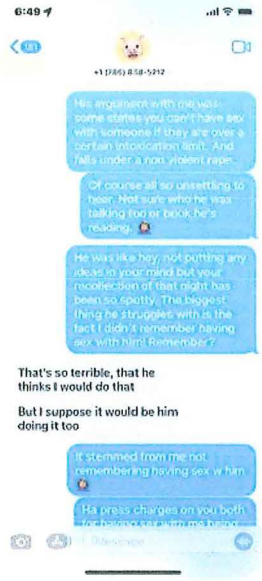 6:49
+1 (786) 858-5212
His argument with me was
some states you can't have sex
with someone if they are over a
certain intoxication limit. And
falls under a non violent rape.
Of course all so unsettling to
hear. Not sure who he was
talking too or book he's
reading.
He was like hey, not putting any
ideas in your mind but your
recollection of that night has
been so spotty. The biggest
thing he struggles with is the
fact I didn't remember having
sex with him! Remember?
That's so terrible, that he
thinks I would do that
But I suppose it would be him
doing it too
It stemmed from me not
remembering having sex w him
Ha press charges on you both
for having sex with me being
iMessage